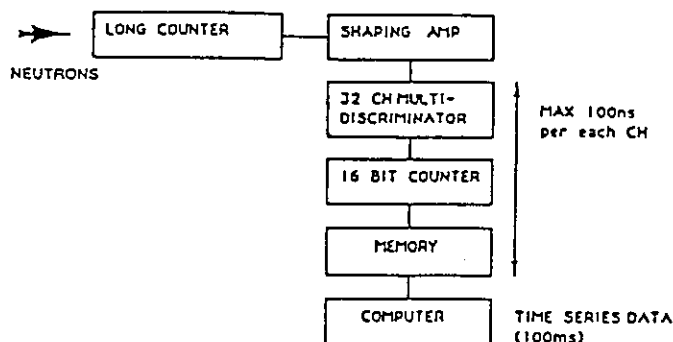 LONG COUNTER
SHAPING AMP
NEUTRONS
32 CH MULTI-
DISCRIMINATOR
MAX 100ns
per each CH
16 BIT COUNTER
MEMORY
COMPUTER
TIME SERIES DATA
(100ms)